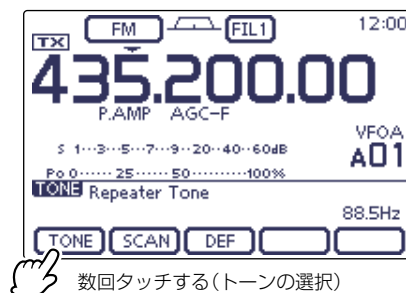 FM FIL1 12:00
TX
435.200.00
P.AMP AGC-F
VFOA
S 1···3···5···7···9··20··40··60dB
A01
Po 0······25······50··········100%
TONE Repeater Tone
88.5Hz
TONE SCAN DEF
数回タッチする(トーンの選択)